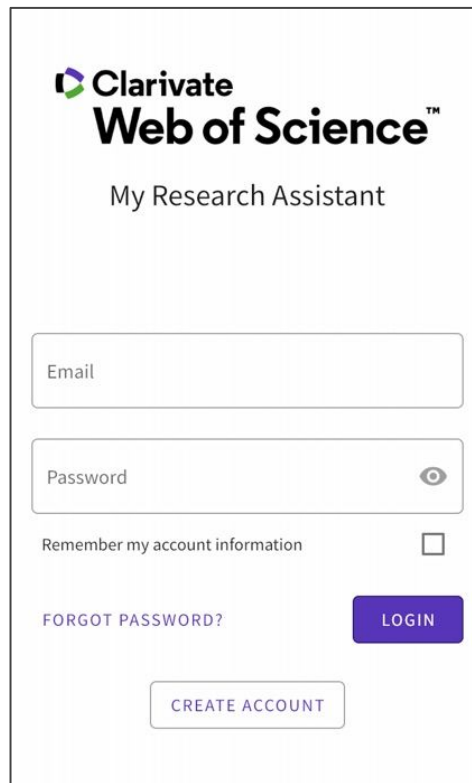 Clarivate
Web of Science™
My Research Assistant
Email
Password
Remember my account information
FORGOT PASSWORD?
LOGIN
CREATE ACCOUNT